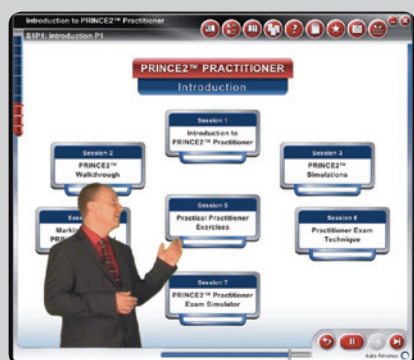 Introduction to PRINCE2™ Practitioner
S1P1: Introduction P1
PRINCE2™ PRACTITIONER
Introduction
Session 1
Introduction to
PRINCE2™ Practitioner
Session 2
PRINCE2™
Walkthrough
Session 3
PRINCE2™
Simulations
Session 5
Practical Practitioner
Exercises
Session 6
Practitioner Exam
Technique
Session 7
PRINCE2™ Practitioner
Exam Simulator
Auto Advance